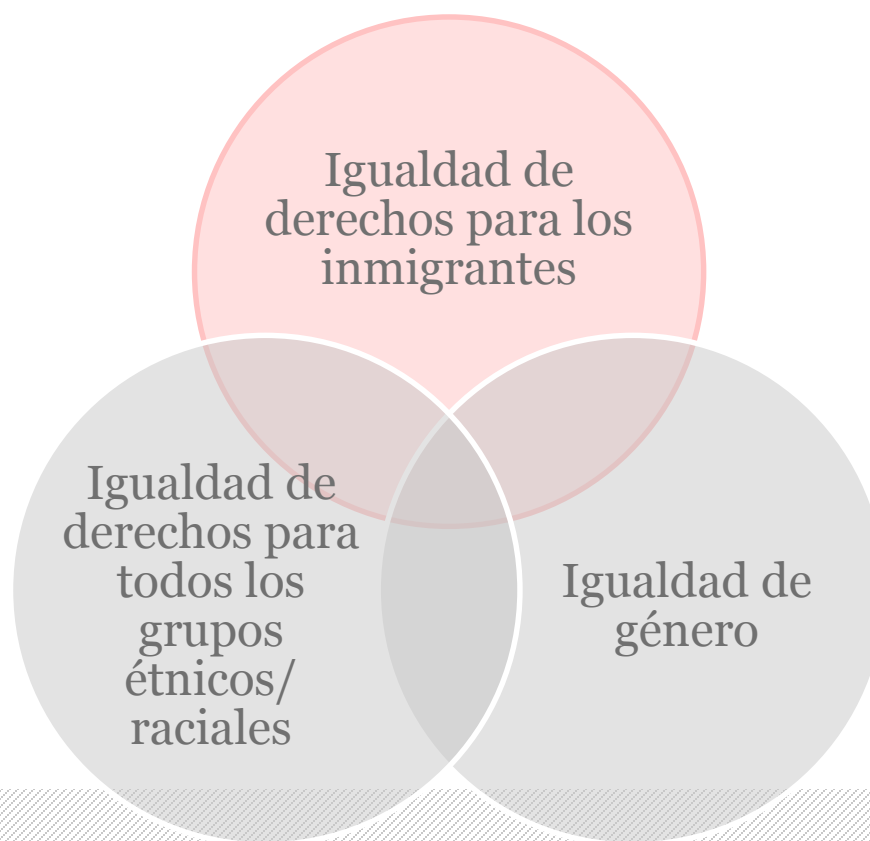 Igualdad de
derechos para los
inmigrantes
Igualdad de
derechos para
todos los
grupos
étnicos/
raciales
Igualdad de
género